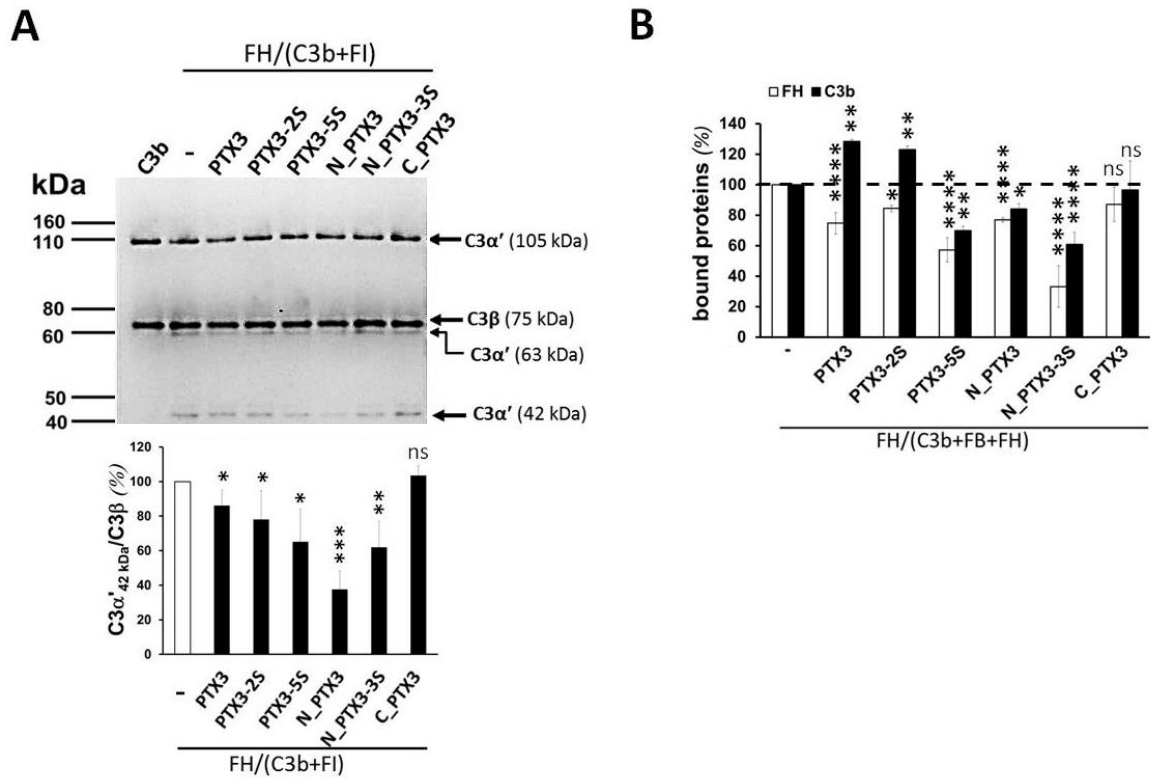 A
FH/(C3b+FI)
C3b
-
PTX3
PTX3-2S
PTX3-5S
N_PTX3
N_PTX3-3S
C_PTX3
kDa
160
110
80
60
50
40
C3α′ (105 kDa)
C3β (75 kDa)
C3α′ (63 kDa)
C3α′ (42 kDa)
C3α'42 kDa/C3β (%)
120
100
80
60
40
20
0
*
*
*
***
**
ns
-
PTX3
PTX3-2S
PTX3-5S
N_PTX3
N_PTX3-3S
C_PTX3
FH/(C3b+FI)
B
FH C3b
bound proteins (%)
140
120
100
80
60
40
20
0
****
**
*
**
****
**
****
*
****
****
ns
ns
-
PTX3
PTX3-2S
PTX3-5S
N_PTX3
N_PTX3-3S
C_PTX3
FH/(C3b+FB+FH)